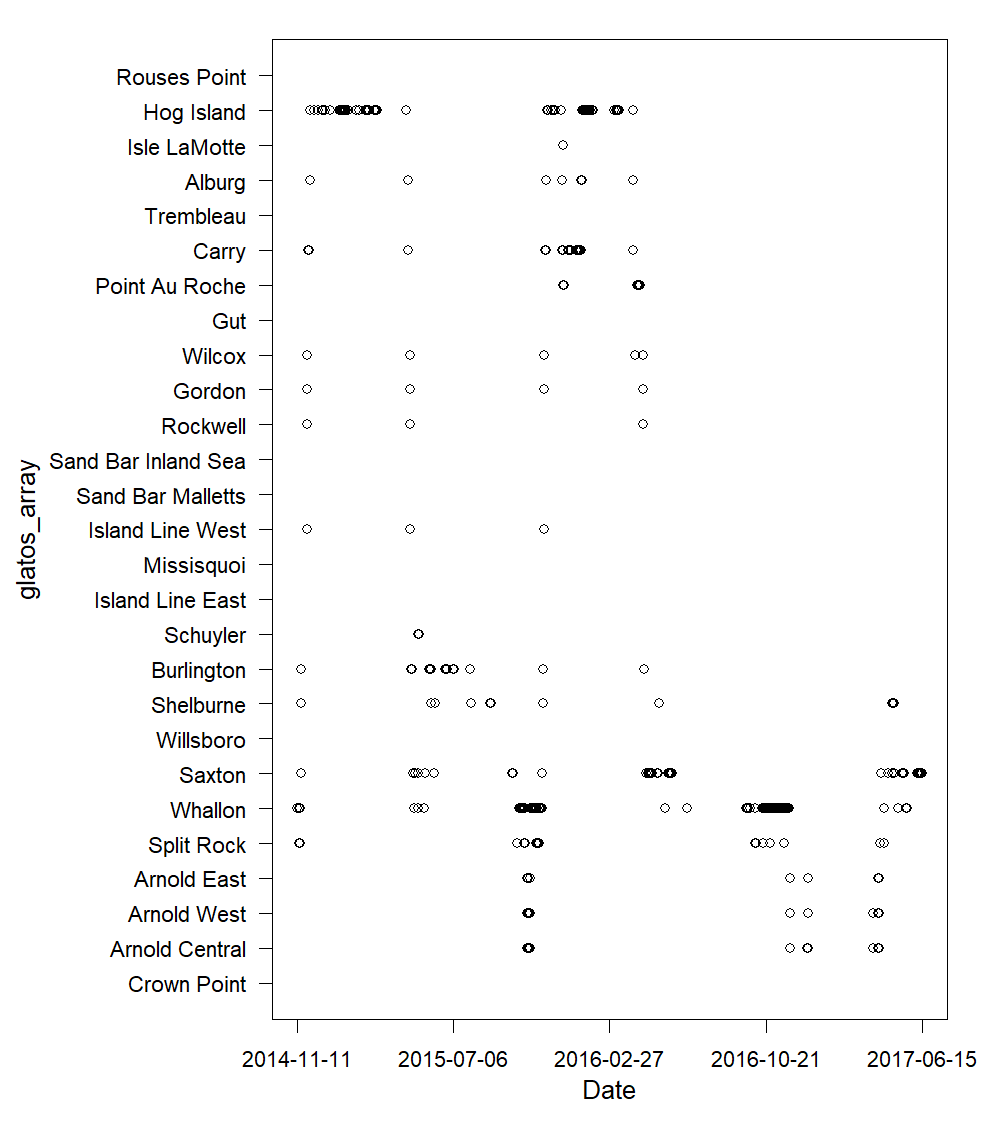 Rouses Point
Hog Island
Isle LaMotte
Alburg
Trembleau
Carry
Point Au Roche
Gut
Wilcox
Gordon
Rockwell
Sand Bar Inland Sea
Sand Bar Malletts
Island Line West
Missisquoi
Island Line East
Schuyler
Burlington
Shelburne
Willsboro
Saxton
Whallon
Split Rock
Arnold East
Arnold West
Arnold Central
Crown Point
glatos_array
2014-11-11 2015-07-06 2016-02-27 2016-10-21 2017-06-15
Date